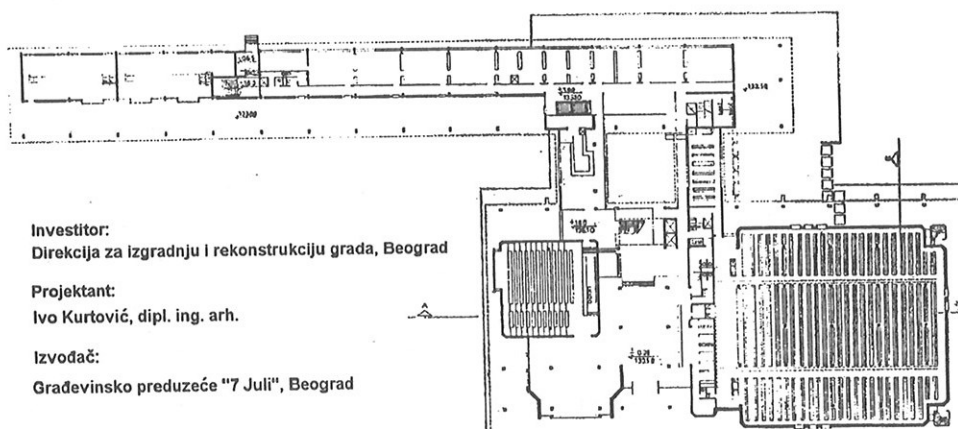 Investitor:
Direkcija za izgradnju i rekonstrukciju grada, Beograd
Projektant:
Ivo Kurtović, dipl. ing. arh.
Izvođač:
Građevinsko preduzeće "7 Juli", Beograd